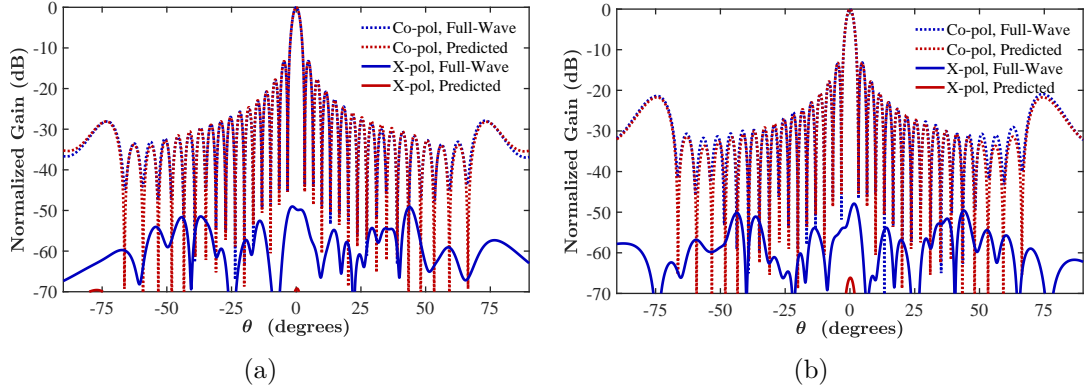 0
-10
-20
-30
-40
-50
-60
-70
Normalized Gain (dB)
-75 -50 -25 0 25 50 75
θ (degrees)
Co-pol, Full-Wave
Co-pol, Predicted
X-pol, Full-Wave
X-pol, Predicted
(a)
0
-10
-20
-30
-40
-50
-60
-70
Normalized Gain (dB)
-75 -50 -25 0 25 50 75
θ (degrees)
Co-pol, Full-Wave
Co-pol, Predicted
X-pol, Full-Wave
X-pol, Predicted
(b)